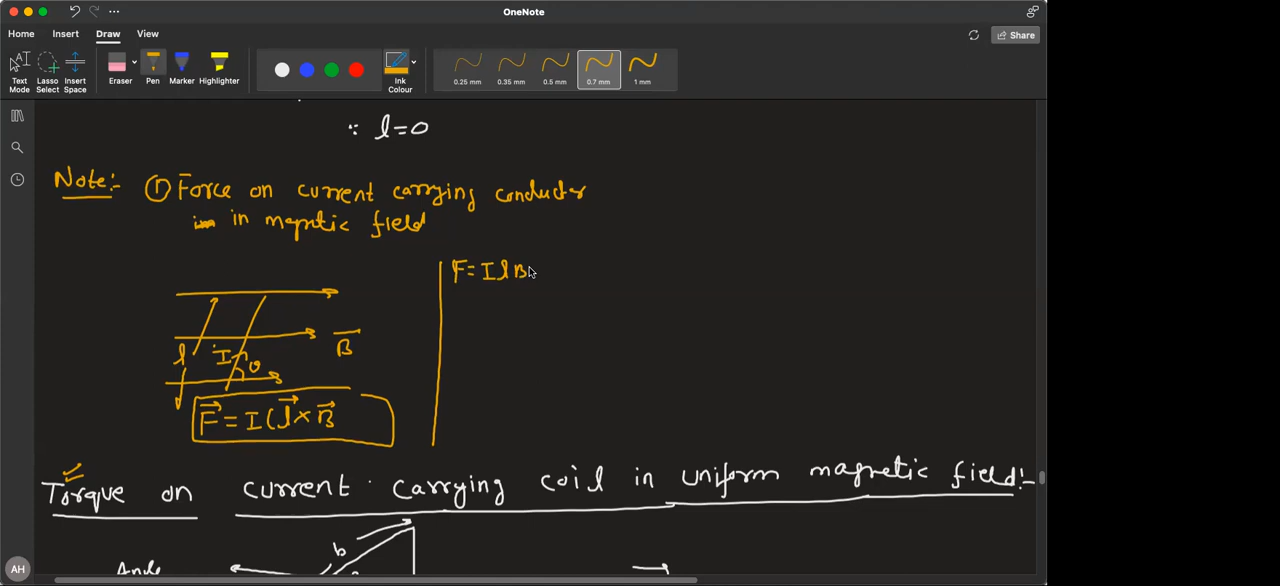 OneNote
Home Insert Draw View
Share
Text Mode
Lasso Select
Insert Space
Eraser
Pen
Marker
Highlighter
Ink Colour
0.25 mm
0.35 mm
0.5 mm
0.7 mm
1 mm
∵ l=0
Note:- ① Force on current carrying conductor
in magnetic field
F= I l B
B
l I θ
F = I (l × B
Torque on current carrying coil in uniform magnetic field:-
b
Angle
AH